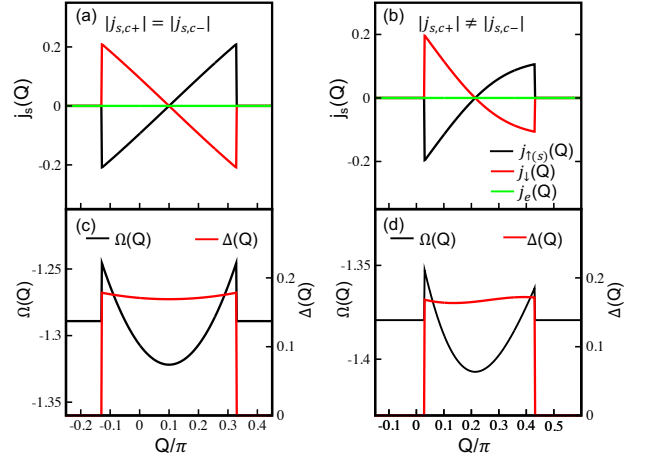 (a) |j_{s,c+}| = |j_{s,c−}|
0.2
0
-0.2
j_s(Q)
(b) |j_{s,c+}| ≠ |j_{s,c−}|
0.2
0
-0.2
j_s(Q)
j_{↑(s)}(Q)
j_↓(Q)
j_e(Q)
(c) Ω(Q) Δ(Q)
-1.25
-1.3
-1.35
Ω(Q)
0.2
0.1
0
Δ(Q)
-0.2 -0.1 0 0.1 0.2 0.3 0.4
Q/π
(d) Ω(Q) Δ(Q)
-1.35
-1.4
Ω(Q)
0.2
0.1
0
Δ(Q)
-0.1 0 0.1 0.2 0.3 0.4 0.5
Q/π